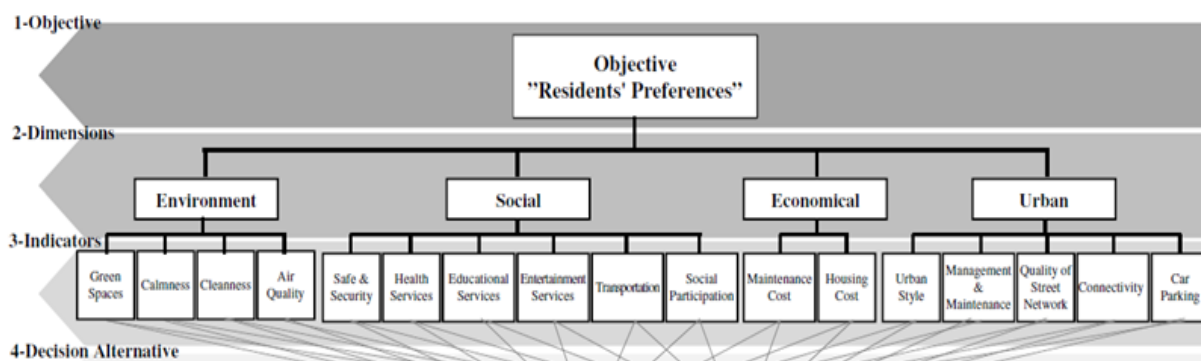 1-Objective
Objective
”Residents' Preferences”
2-Dimensions
Environment
Social
Economical
Urban
3-Indicators
Green
Spaces
Calmness
Cleanness
Air
Quality
Safe &
Security
Health
Services
Educational
Services
Entertainment
Services
Transportation
Social
Participation
Maintenance
Cost
Housing
Cost
Urban
Style
Management
&
Maintenance
Quality of
Street
Network
Connectivity
Car
Parking
4-Decision Alternative